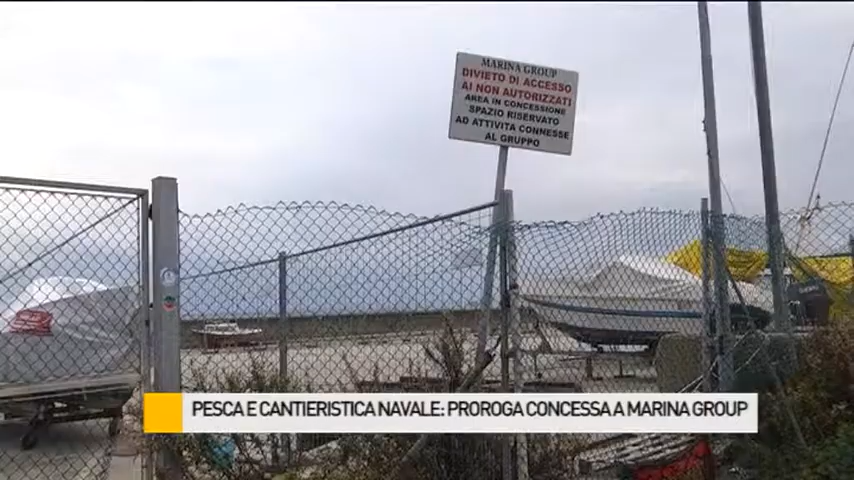 MARINA GROUP
DIVIETO DI ACCESSO
AI NON AUTORIZZATI
AREA IN CONCESSIONE
SPAZIO RISERVATO
AD ATTIVITA CONNESSE
AL GRUPPO
PESCA E CANTIERISTICA NAVALE: PROROGA CONCESSA A MARINA GROUP